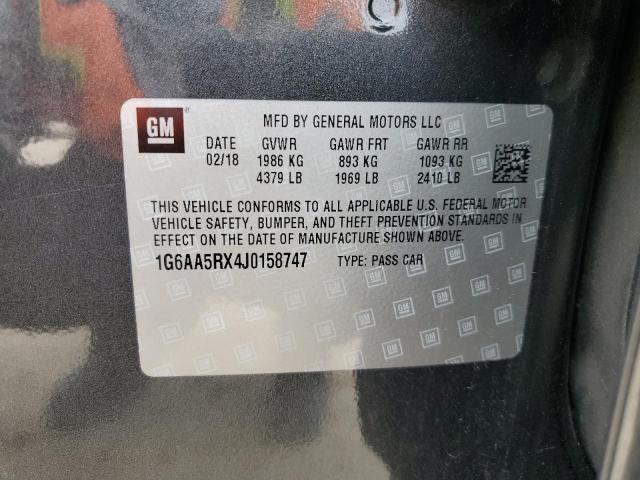 GM
MFD BY GENERAL MOTORS LLC
DATE GVWR GAWR FRT GAWR RR
02/18 1986 KG 893 KG 1093 KG
4379 LB 1969 LB 2410 LB
THIS VEHICLE CONFORMS TO ALL APPLICABLE U.S. FEDERAL MOTOR
VEHICLE SAFETY, BUMPER, AND THEFT PREVENTION STANDARDS IN
EFFECT ON THE DATE OF MANUFACTURE SHOWN ABOVE.
1G6AA5RX4J0158747 TYPE: PASS CAR